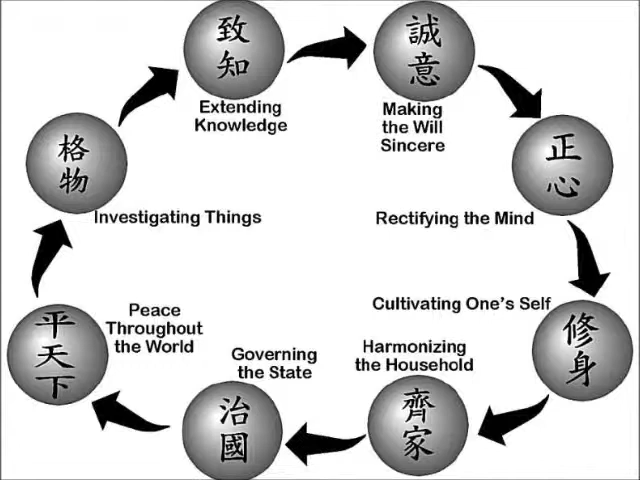 致
知
Extending
Knowledge
誠
意
Making
the Will
Sincere
正
心
Rectifying the Mind
修
身
Cultivating One's Self
齊
家
Harmonizing
the Household
治
國
Governing
the State
平
天
下
Peace
Throughout
the World
格
物
Investigating Things